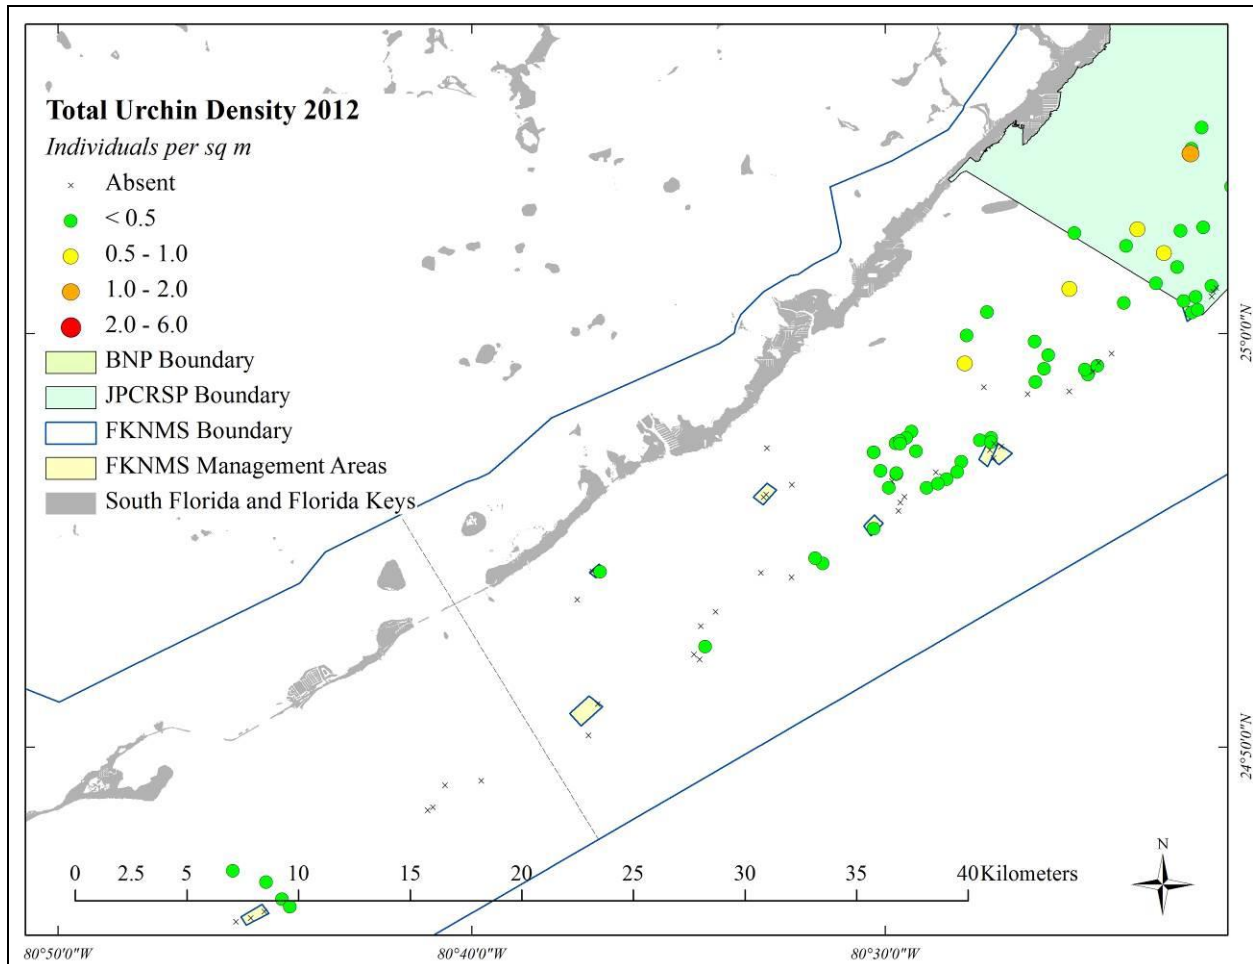 Total Urchin Density 2012
Individuals per sq m
Absent
< 0.5
0.5 - 1.0
1.0 - 2.0
2.0 - 6.0
BNP Boundary
JPCRSP Boundary
FKNMS Boundary
FKNMS Management Areas
South Florida and Florida Keys
25°0'0"N
24°50'0"N
N
0 2.5 5 10 15 20 25 30 35 40 Kilometers
80°50'0"W 80°40'0"W 80°30'0"W